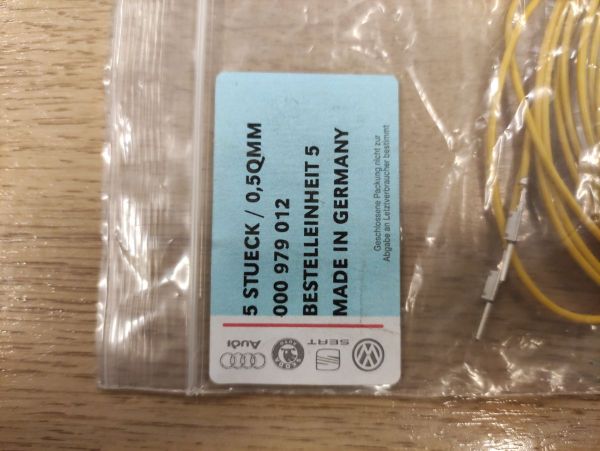 5 STUECK / 0,5QMM
000 979 012
BESTELLEINHEIT 5
MADE IN GERMANY
Geschlossene Packung nicht zur
Abgabe an Letztverbraucher bestimmt
Audi
SKODA
SEAT